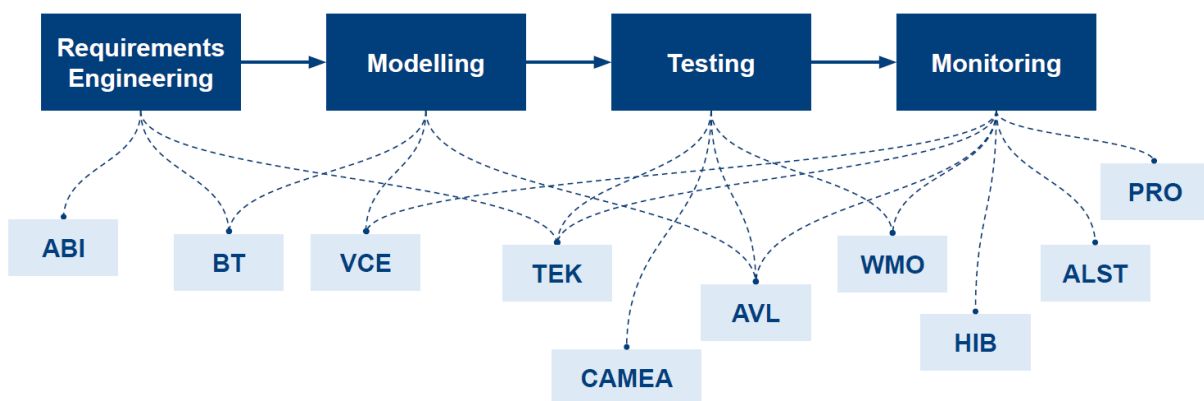 Requirements
Engineering
Modelling
Testing
Monitoring
PRO
ABI
BT
VCE
TEK
WMO
ALST
AVL
HIB
CAMEA